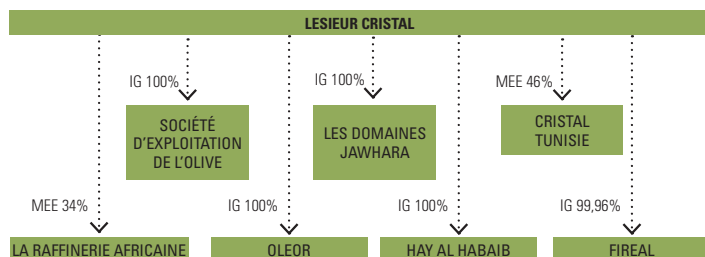 LESIEUR CRISTAL
IG 100%
IG 100%
MEE 46%
SOCIÉTÉ
D'EXPLOITATION
DE L'OLIVE
LES DOMAINES
JAWHARA
CRISTAL
TUNISIE
MEE 34%
IG 100%
IG 100%
IG 99,96%
LA RAFFINERIE AFRICAINE
OLEOR
HAY AL HABAIB
FIREAL